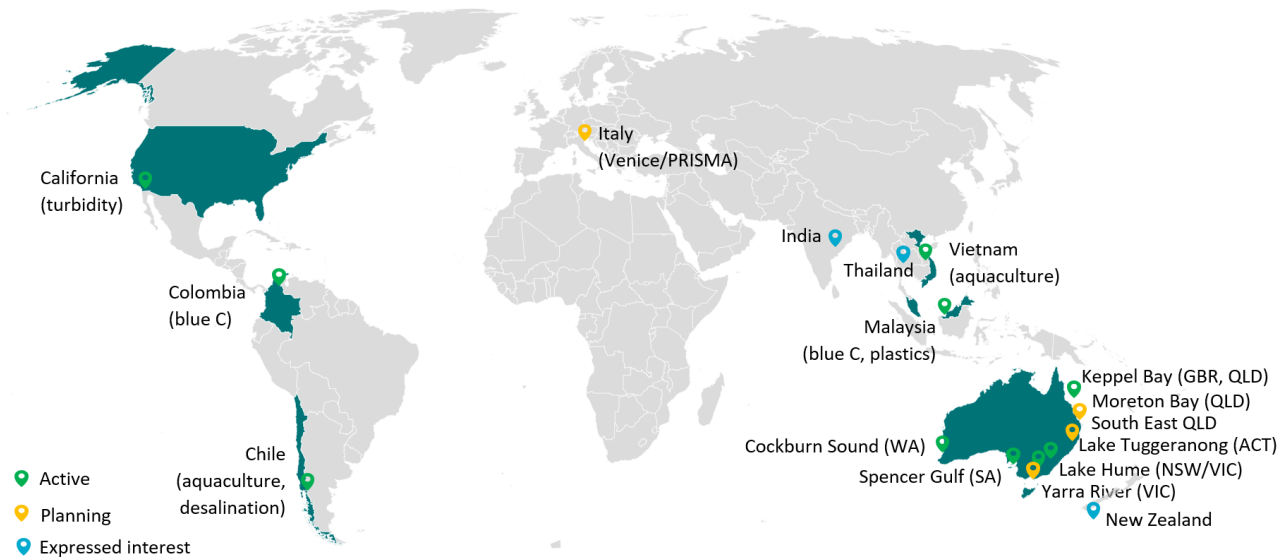 California
(turbidity)
Colombia
(blue C)
Chile
(aquaculture,
desalination)
Active
Planning
Expressed interest
Italy
(Venice/PRISMA)
India
Thailand
Vietnam
(aquaculture)
Malaysia
(blue C, plastics)
Keppel Bay (GBR, QLD)
Moreton Bay (QLD)
South East QLD
Lake Tuggeranong (ACT)
Cockburn Sound (WA)
Lake Hume (NSW/VIC)
Spencer Gulf (SA)
Yarra River (VIC)
New Zealand